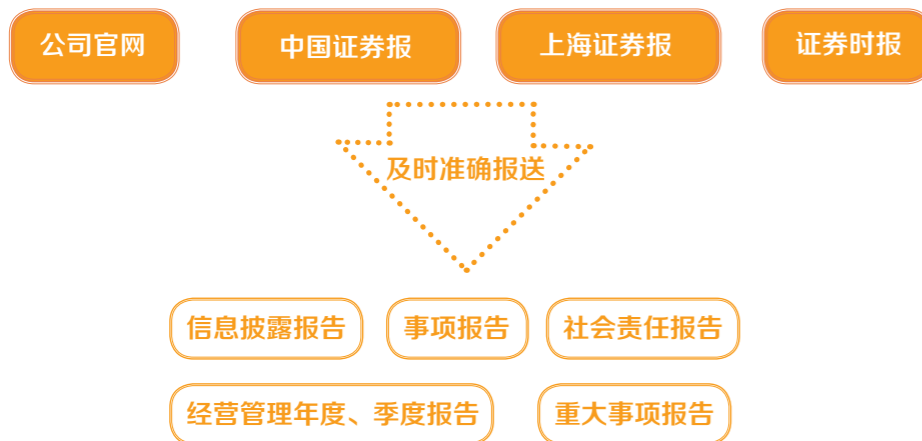 公司官网 中国证券报 上海证券报 证券时报
及时准确报送
信息披露报告 事项报告 社会责任报告
经营管理年度、季度报告 重大事项报告